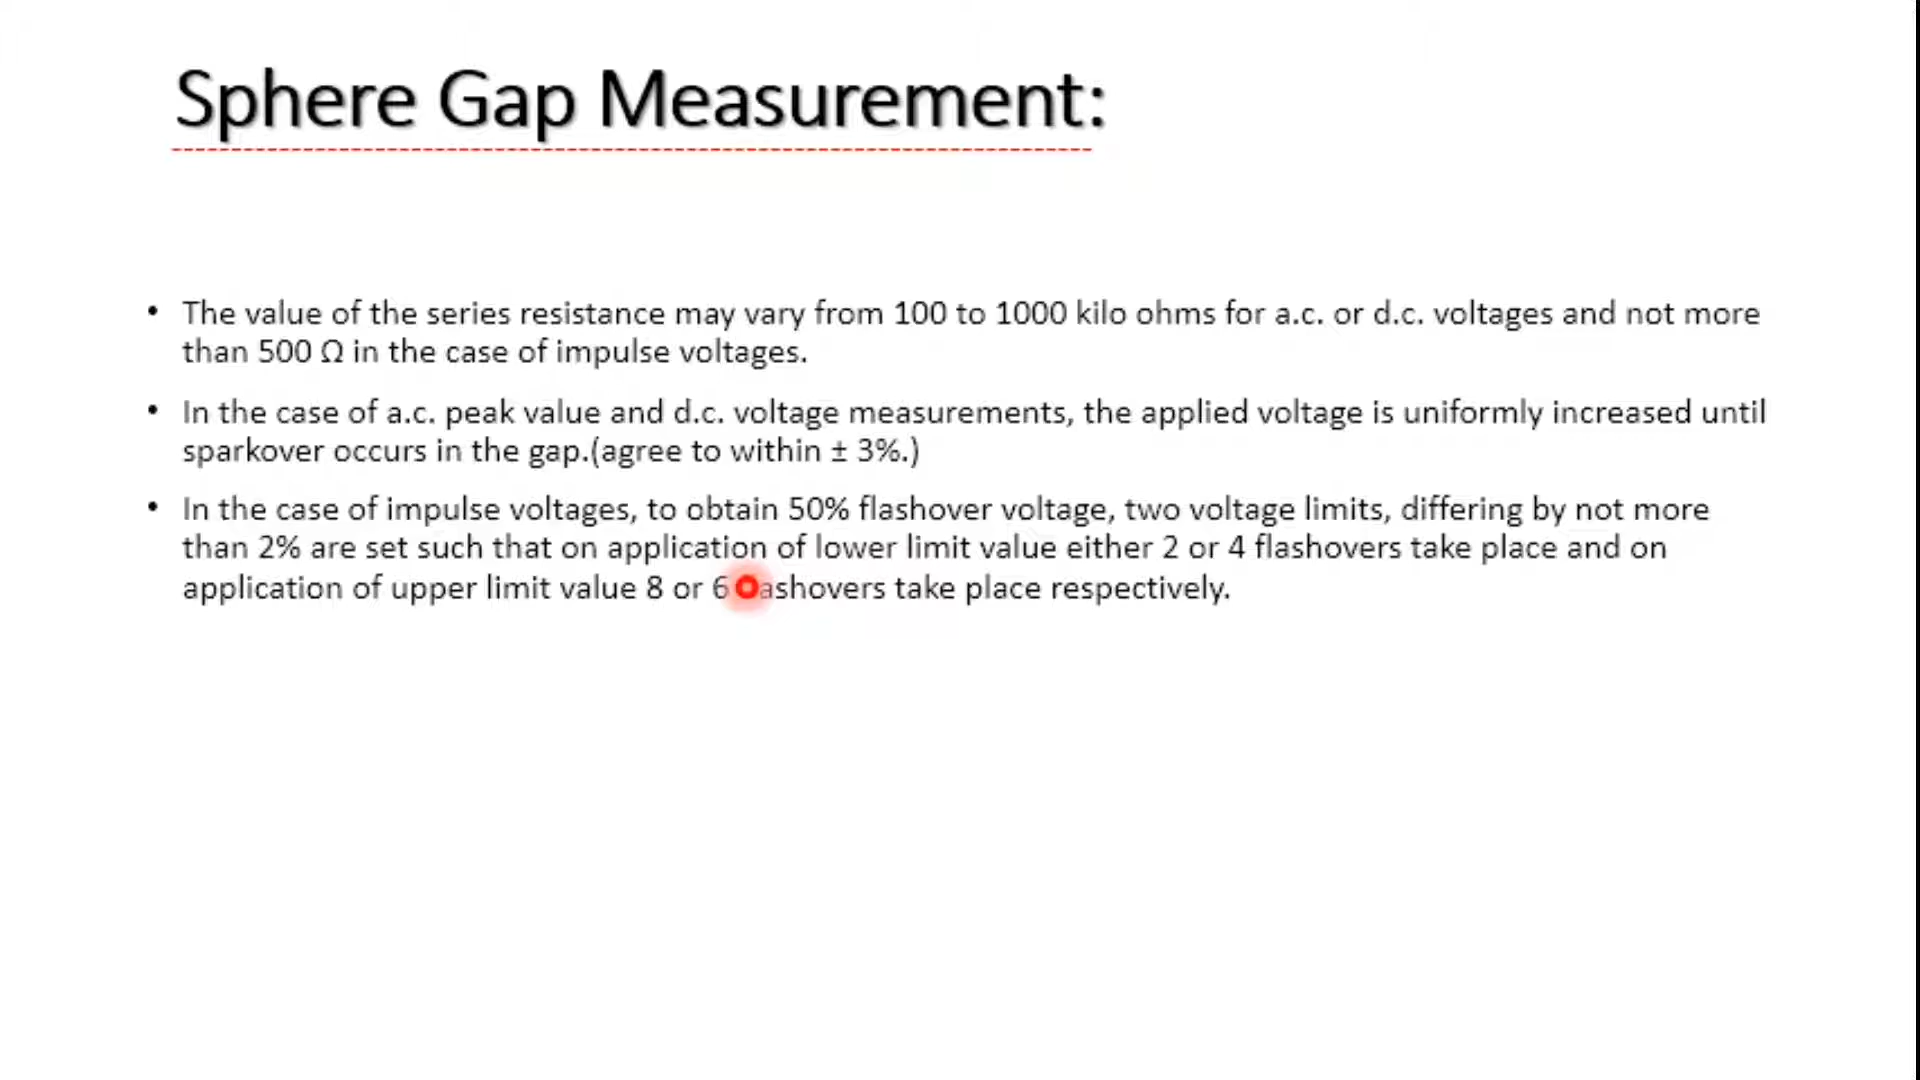 Sphere Gap Measurement:
• The value of the series resistance may vary from 100 to 1000 kilo ohms for a.c. or d.c. voltages and not more
than 500 Ω in the case of impulse voltages.
• In the case of a.c. peak value and d.c. voltage measurements, the applied voltage is uniformly increased until
sparkover occurs in the gap.(agree to within ± 3%.)
• In the case of impulse voltages, to obtain 50% flashover voltage, two voltage limits, differing by not more
than 2% are set such that on application of lower limit value either 2 or 4 flashovers take place and on
application of upper limit value 8 or 6 ashovers take place respectively.